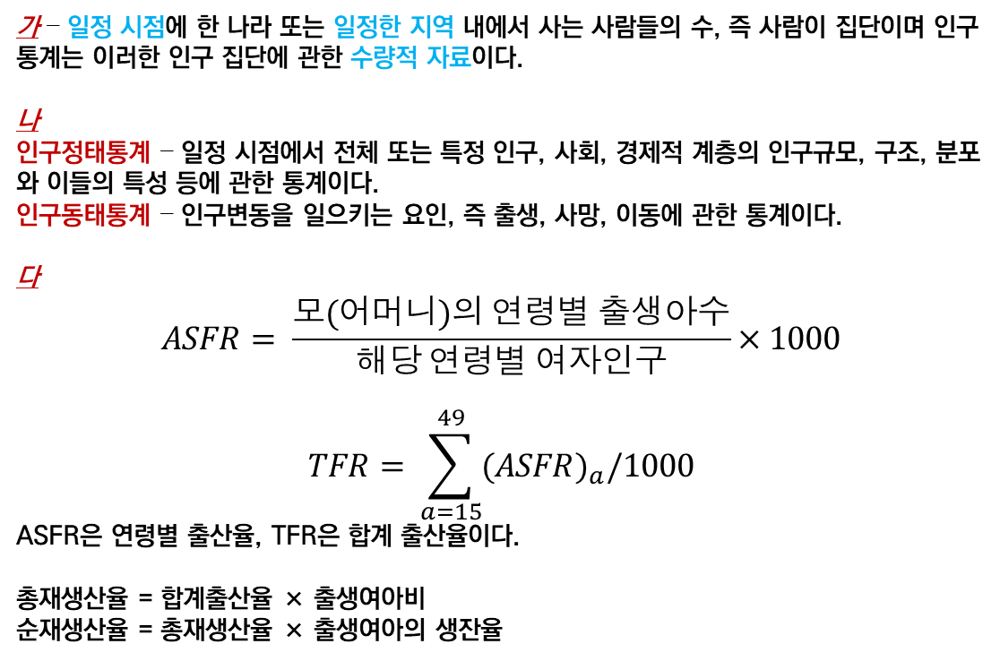 가 – 일정 시점에 한 나라 또는 일정한 지역 내에서 사는 사람들의 수, 즉 사람이 집단이며 인구
통계는 이러한 인구 집단에 관한 수량적 자료이다.
나
인구정태통계 – 일정 시점에서 전체 또는 특정 인구, 사회, 경제적 계층의 인구규모, 구조, 분포
와 이들의 특성 등에 관한 통계이다.
인구동태통계 – 인구변동을 일으키는 요인, 즉 출생, 사망, 이동에 관한 통계이다.
다
모(어머니)의 연령별 출생아수
ASFR = × 1000
해당 연령별 여자인구
49
TFR = ∑ (ASFR)a/1000
a=15
ASFR은 연령별 출산율, TFR은 합계 출산율이다.
총재생산율 = 합계출산율 × 출생여아비
순재생산율 = 총재생산율 × 출생여아의 생잔율